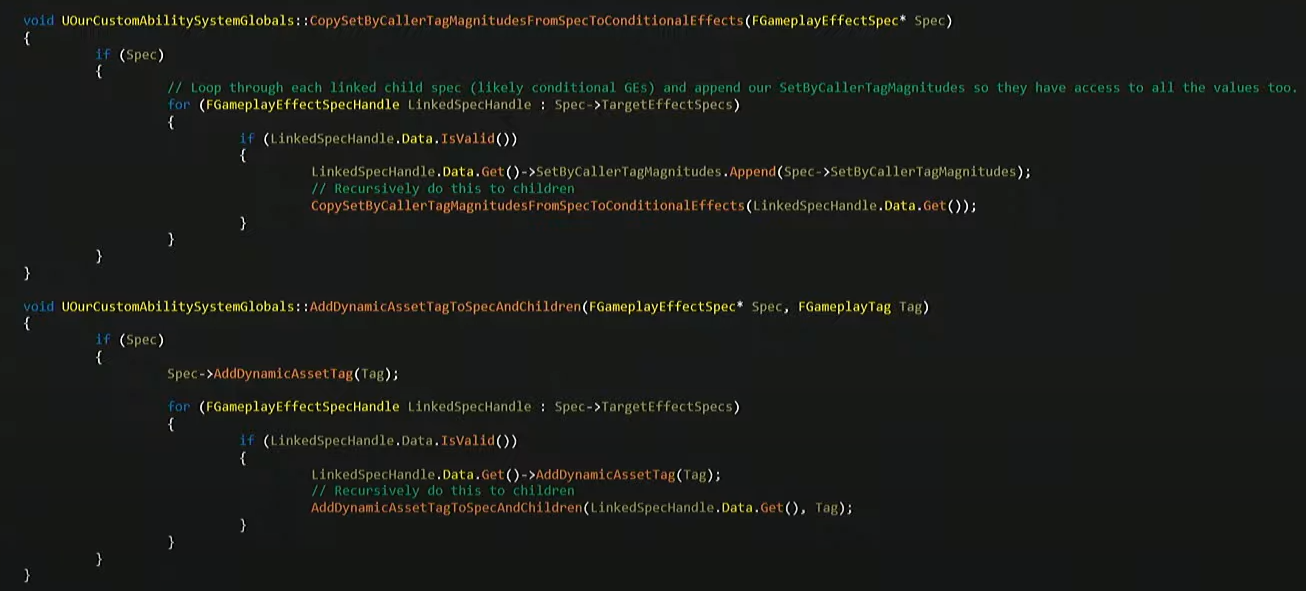 void UOurCustomAbilitySystemGlobals::CopySetByCallerTagMagnitudesFromSpecToConditionalEffects(FGameplayEffectSpec* Spec)
{
if (Spec)
{
// Loop through each linked child spec (likely conditional GEs) and append our SetByCallerTagMagnitudes so they have access to all the values too.
for (FGameplayEffectSpecHandle LinkedSpecHandle : Spec->TargetEffectSpecs)
{
if (LinkedSpecHandle.Data.IsValid())
{
LinkedSpecHandle.Data.Get()->SetByCallerTagMagnitudes.Append(Spec->SetByCallerTagMagnitudes);
// Recursively do this to children
CopySetByCallerTagMagnitudesFromSpecToConditionalEffects(LinkedSpecHandle.Data.Get());
}
}
}
}
void UOurCustomAbilitySystemGlobals::AddDynamicAssetTagToSpecAndChildren(FGameplayEffectSpec* Spec, FGameplayTag Tag)
{
if (Spec)
{
Spec->AddDynamicAssetTag(Tag);
for (FGameplayEffectSpecHandle LinkedSpecHandle : Spec->TargetEffectSpecs)
{
if (LinkedSpecHandle.Data.IsValid())
{
LinkedSpecHandle.Data.Get()->AddDynamicAssetTag(Tag);
// Recursively do this to children
AddDynamicAssetTagToSpecAndChildren(LinkedSpecHandle.Data.Get(), Tag);
}
}
}
}